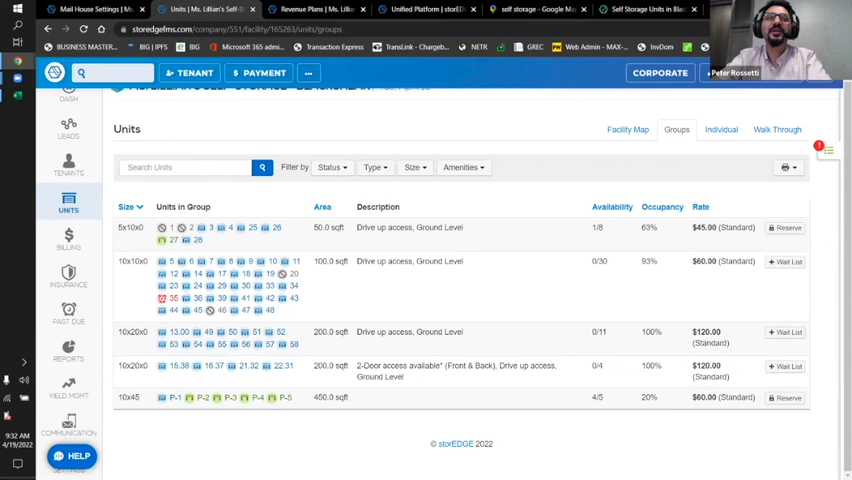 Mail House Settings | Ms.
Units | Ms. Lillian's Self-S
Revenue Plans | Ms. Lillian
Unified Platform | storED
self storage - Google Ma
Self Storage Units in Blac
storedgefms.com/company/551/facility/165263/units/groups
BUSINESS MASTER...
BIG | IPFS
Microsoft 365 admi...
Transaction Express...
TransLink - Chargeb...
BIG
GREC
Web Admin - MAX-...
InvDom
TENANT
$ PAYMENT
CORPORATE
Peter Rossetti
DASH
LEADS
TENANTS
UNITS
BILLING
INSURANCE
PAST DUE
REPORTS
YIELD MGMT
COMMUNICATION
HELP
9:32 AM
4/19/2022
Units
Facility Map
Groups
Individual
Walk Through
Search Units
Filter by
Status
Type
Size
Amenities
Size
Units in Group
Area
Description
Availability
Occupancy
Rate
5x10x0 1 2 3 4 25 26 50.0 sqft Drive up access, Ground Level 1/8 63% $45.00 (Standard) Reserve
27 28
10x10x0 5 6 7 8 9 10 11 100.0 sqft Drive up access, Ground Level 0/30 93% $60.00 (Standard) + Wait List
12 14 17 18 19 20
23 24 29 30 33 34
35 36 39 41 42 43
44 45 46 47 48
10x20x0 13.00 49 50 51 52 200.0 sqft Drive up access, Ground Level 0/11 100% $120.00 + Wait List
53 54 55 56 57 58 (Standard)
10x20x0 15.38 16.37 21.32 22.31 200.0 sqft 2-Door access available* (Front & Back), Drive up access, 0/4 100% $120.00 + Wait List
Ground Level (Standard)
10x45 P-1 P-2 P-3 P-4 P-5 450.0 sqft 4/5 20% $60.00 (Standard) Reserve
© storEDGE 2022